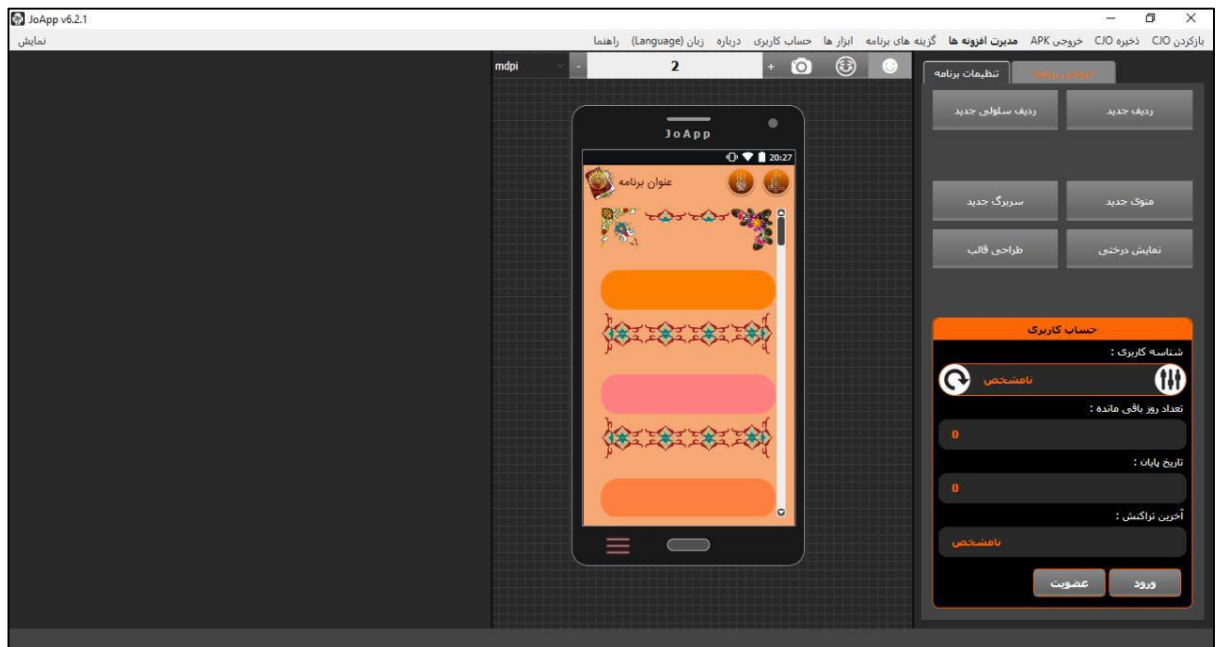 JoApp v6.2.1
بازکردن CJO ذخیره CJO خروجی APK مدیرت افزونه ها گزینه های برنامه ابزار ها حساب کاربری درباره زبان (Language) راهنما نمایش
mdpi - 2 +
تنظیمات برنامه
ردیف جدید ردیف سلولی جدید
منوی جدید سربرگ جدید
نمایش درختی طراحی قالب
JoApp
20:27
عنوان برنامه
حساب کاربری
شناسه کاربری :
نامشخص
تعداد روز باقی مانده :
0
تاریخ پایان :
0
آخرین تراکنش :
نامشخص
ورود عضویت